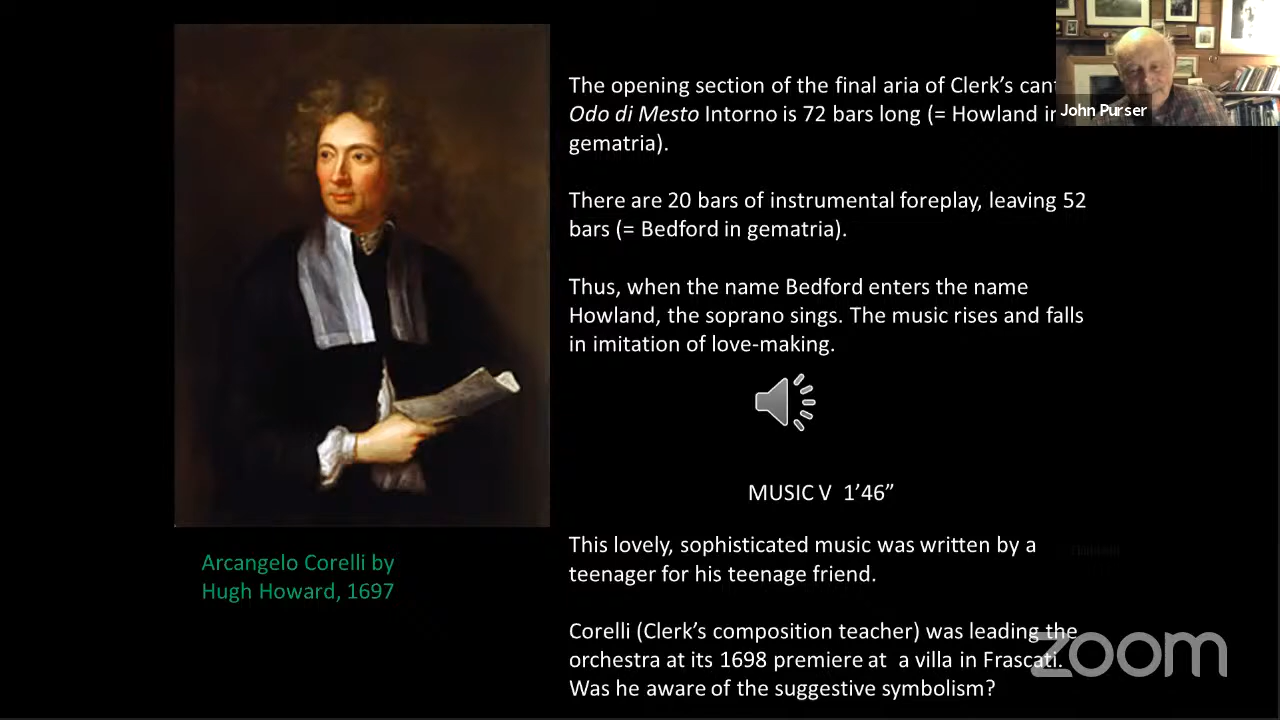 The opening section of the final aria of Clerk’s cant
Odo di Mesto Intorno is 72 bars long (= Howland in
gematria).
There are 20 bars of instrumental foreplay, leaving 52
bars (= Bedford in gematria).
Thus, when the name Bedford enters the name
Howland, the soprano sings. The music rises and falls
in imitation of love-making.
MUSIC V 1’46”
This lovely, sophisticated music was written by a
teenager for his teenage friend.
Corelli (Clerk’s composition teacher) was leading the
orchestra at its 1698 premiere at a villa in Frascati.
Was he aware of the suggestive symbolism?
Arcangelo Corelli by
Hugh Howard, 1697
John Purser
zoom